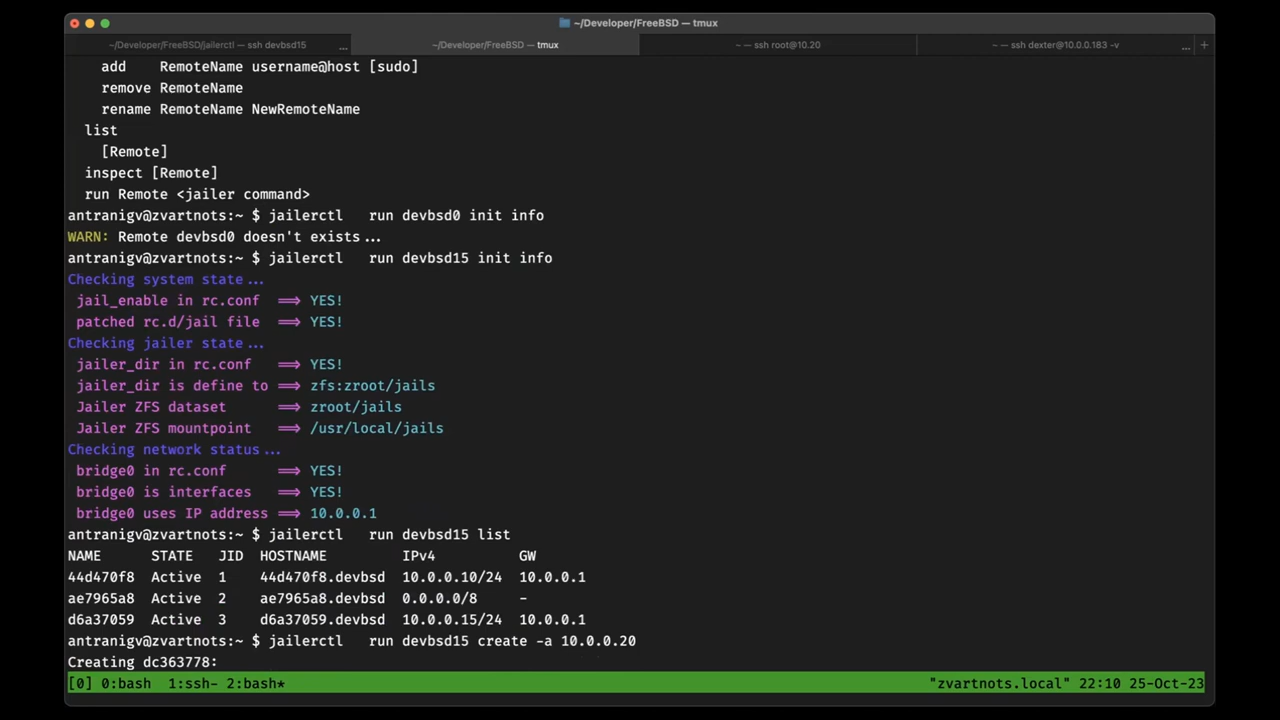 ~/Developer/FreeBSD — tmux
~/Developer/FreeBSD/jailerctl — ssh devbsd15 ...
~/Developer/FreeBSD — tmux
~ — ssh root@10.20
~ — ssh dexter@10.0.0.183 -v ...
+
add RemoteName username@host [sudo]
remove RemoteName
rename RemoteName NewRemoteName
list
[Remote]
inspect [Remote]
run Remote <jailer command>
antranigv@zvartnots:~ $ jailerctl run devbsd0 init info
WARN: Remote devbsd0 doesn't exists...
antranigv@zvartnots:~ $ jailerctl run devbsd15 init info
Checking system state...
jail_enable in rc.conf ==> YES!
patched rc.d/jail file ==> YES!
Checking jailer state...
jailer_dir in rc.conf ==> YES!
jailer_dir is define to ==> zfs:zroot/jails
Jailer ZFS dataset ==> zroot/jails
Jailer ZFS mountpoint ==> /usr/local/jails
Checking network status...
bridge0 in rc.conf ==> YES!
bridge0 is interfaces ==> YES!
bridge0 uses IP address ==> 10.0.0.1
antranigv@zvartnots:~ $ jailerctl run devbsd15 list
NAME STATE JID HOSTNAME IPv4 GW
44d470f8 Active 1 44d470f8.devbsd 10.0.0.10/24 10.0.0.1
ae7965a8 Active 2 ae7965a8.devbsd 0.0.0.0/8 -
d6a37059 Active 3 d6a37059.devbsd 10.0.0.15/24 10.0.0.1
antranigv@zvartnots:~ $ jailerctl run devbsd15 create -a 10.0.0.20
Creating dc363778:
[0] 0:bash 1:ssh- 2:bash* "zvartnots.local" 22:10 25-Oct-23